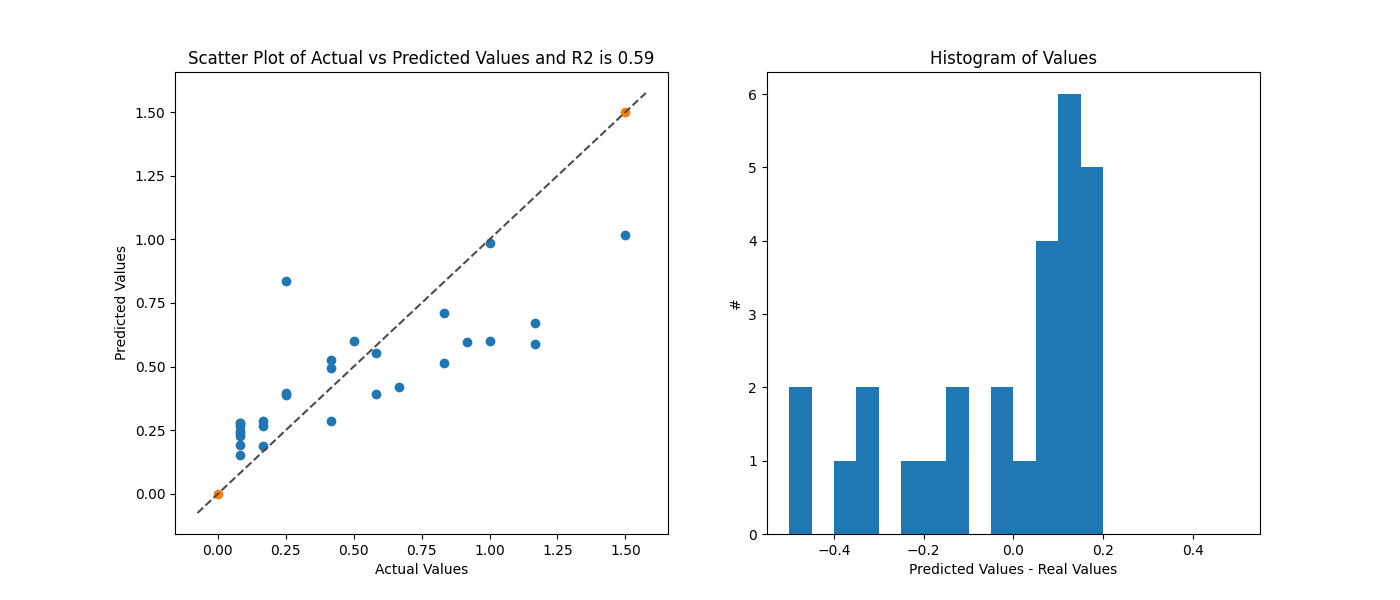 Scatter Plot of Actual vs Predicted Values and R2 is 0.59
Predicted Values
1.50
1.25
1.00
0.75
0.50
0.25
0.00
0.00 0.25 0.50 0.75 1.00 1.25 1.50
Actual Values
Histogram of Values
#
6
5
4
3
2
1
0
−0.4 −0.2 0.0 0.2 0.4
Predicted Values - Real Values